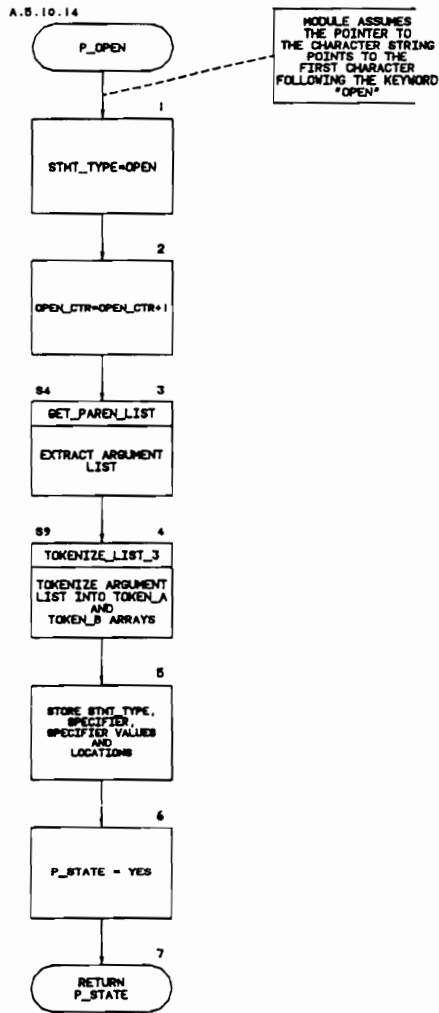 A.5.10.14
P_OPEN
MODULE ASSUMES
THE POINTER TO
THE CHARACTER STRING
POINTS TO THE
FIRST CHARACTER
FOLLOWING THE KEYWORD
"OPEN"
1
STMT_TYPE=OPEN
2
OPEN_CTR=OPEN_CTR+1
S4 3
GET_PAREN_LIST
EXTRACT ARGUMENT
LIST
S9 4
TOKENIZE_LIST_3
TOKENIZE ARGUMENT
LIST INTO TOKEN_A
AND
TOKEN_B ARRAYS
5
STORE STMT_TYPE,
SPECIFIER,
SPECIFIER VALUES
AND
LOCATIONS
6
P_STATE = YES
7
RETURN
P_STATE